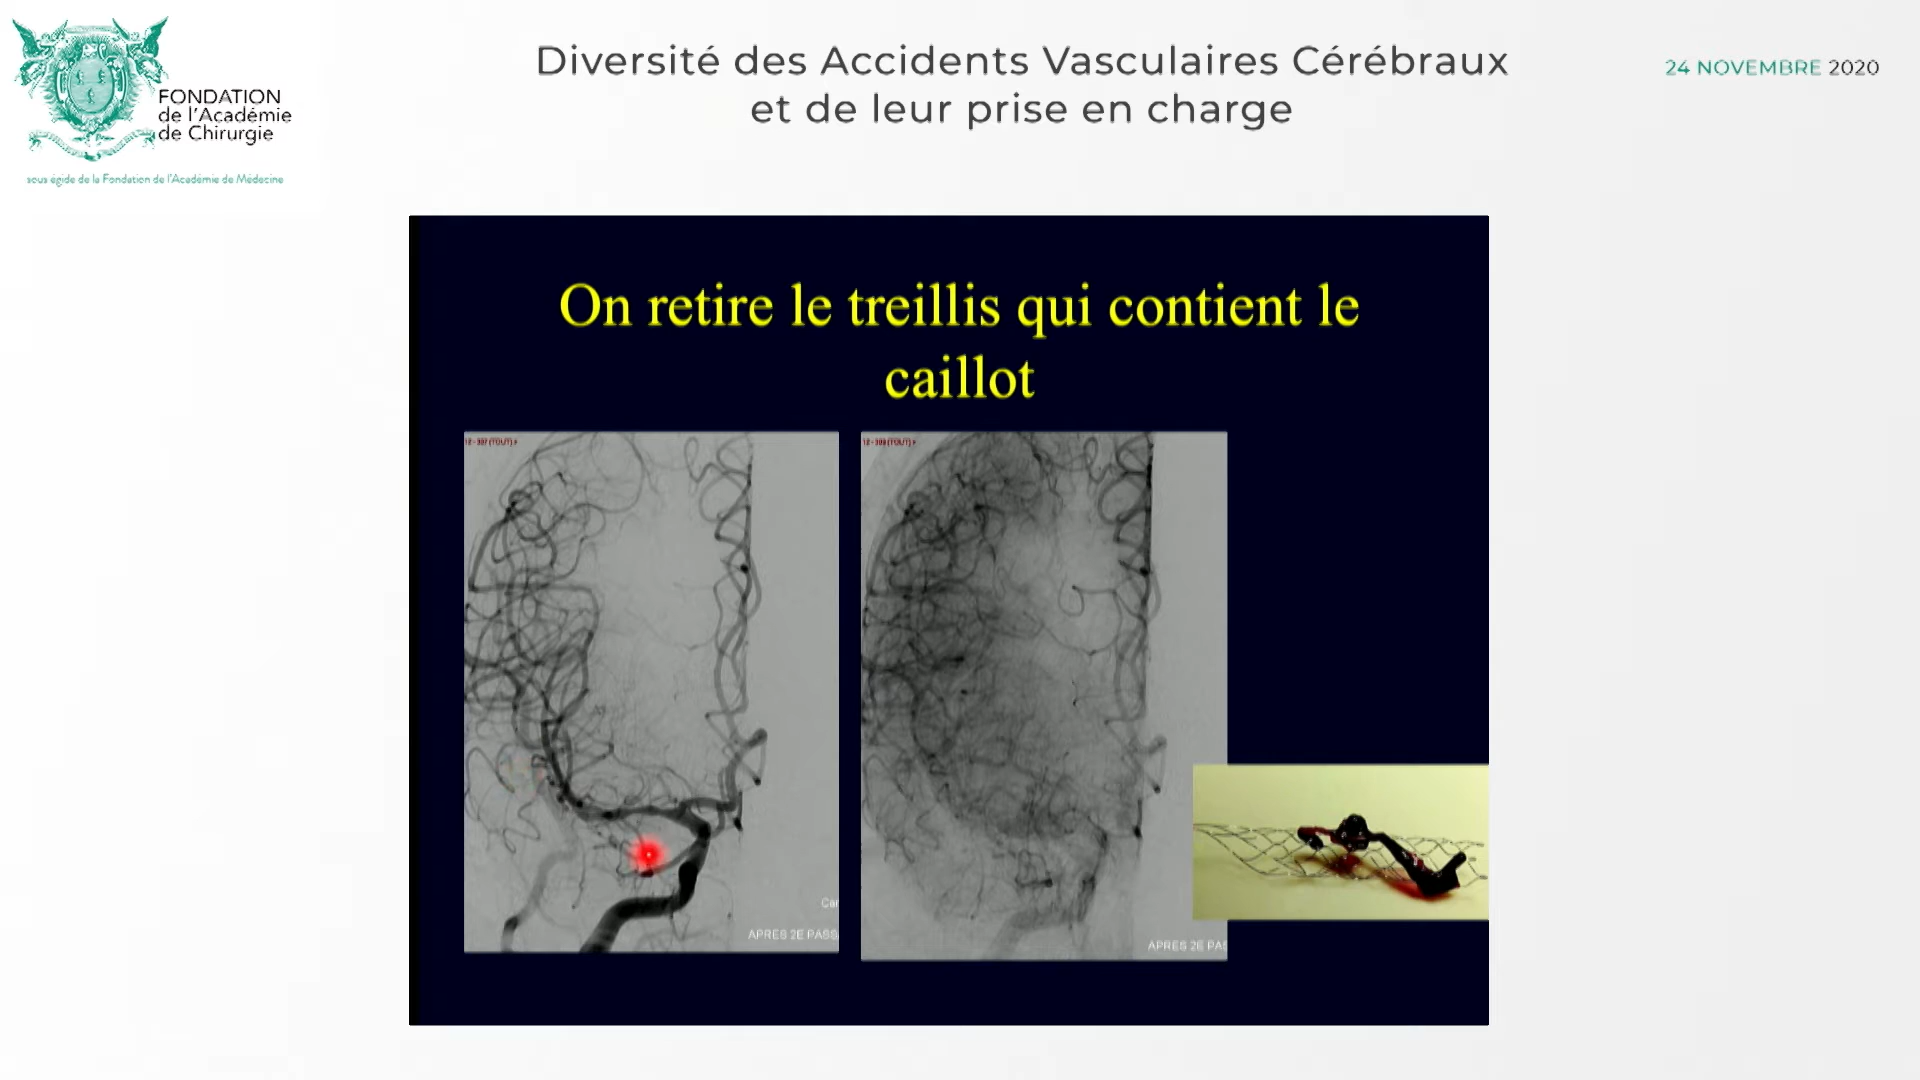 FONDATION
de l'Académie
de Chirurgie
sous égide de la Fondation de l'Académie de Médecine
Diversité des Accidents Vasculaires Cérébraux
et de leur prise en charge
24 NOVEMBRE 2020
On retire le treillis qui contient le
caillot
Car
APRES 2E PASS
APRES 2E PAS